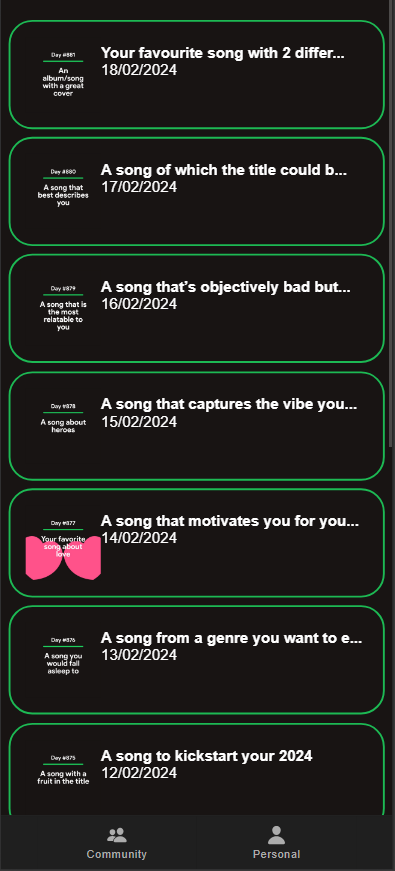 Day #881
An
album/song
with a great
cover
Your favourite song with 2 differ...
18/02/2024
Day #880
A song that
best describes
you
A song of which the title could b...
17/02/2024
Day #879
A song that is
the most
relatable to
you
A song that's objectively bad but...
16/02/2024
Day #878
A song about
heroes
A song that captures the vibe you...
15/02/2024
Day #877
Your favorite
song about
love
A song that motivates you for you...
14/02/2024
Day #876
A song you
would fall
asleep to
A song from a genre you want to e...
13/02/2024
Day #875
A song with a
fruit in the title
A song to kickstart your 2024
12/02/2024
Community
Personal